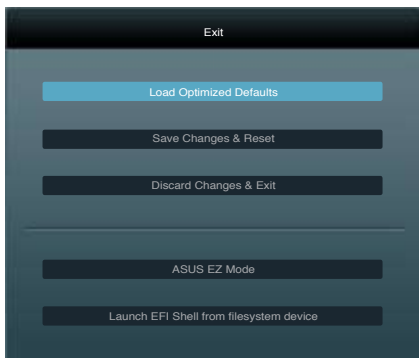 Exit
Load Optimized Defaults
Save Changes & Reset
Discard Changes & Exit
ASUS EZ Mode
Launch EFI Shell from filesystem device